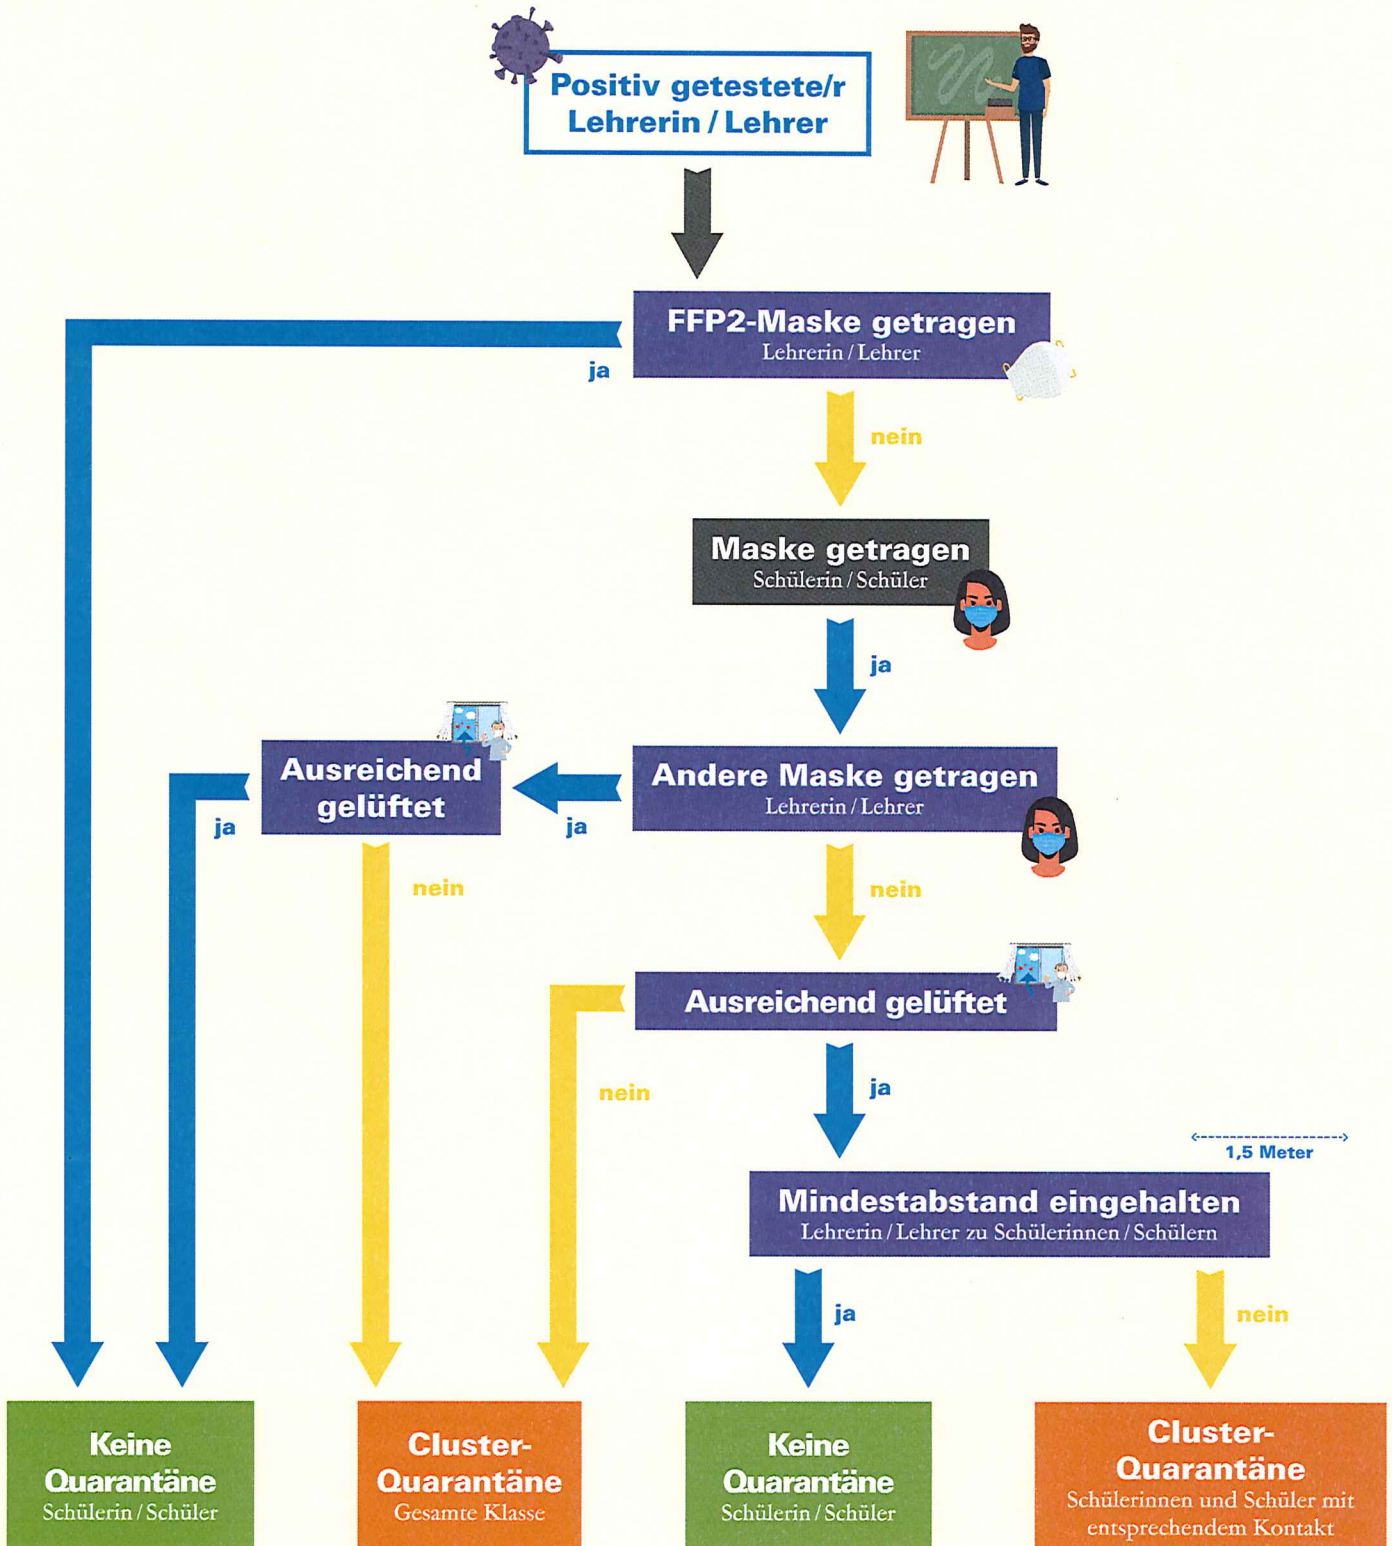 Positiv getestete/r
Lehrerin / Lehrer
FFP2-Maske getragen
Lehrerin / Lehrer
ja
nein
Maske getragen
Schülerin / Schüler
ja
Andere Maske getragen
Lehrerin / Lehrer
ja
Ausreichend
gelüftet
ja
nein
nein
Ausreichend gelüftet
nein
ja
1,5 Meter
Mindestabstand eingehalten
Lehrerin / Lehrer zu Schülerinnen / Schülern
ja
nein
Keine
Quarantäne
Schülerin / Schüler
Cluster-
Quarantäne
Gesamte Klasse
Keine
Quarantäne
Schülerin / Schüler
Cluster-
Quarantäne
Schülerinnen und Schüler mit
entsprechendem Kontakt